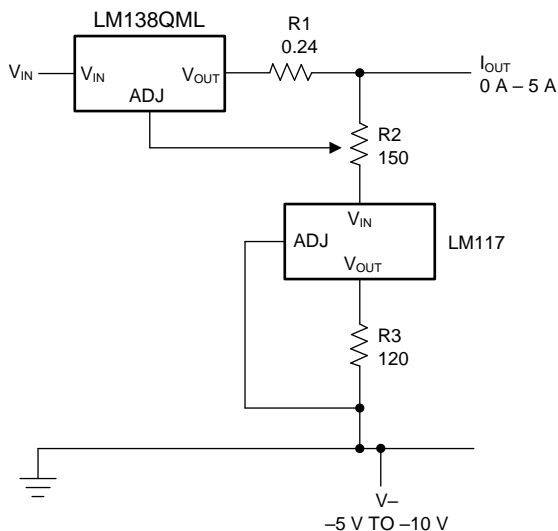 LM138QML
R1
0.24
V_IN
V_IN
V_OUT
ADJ
I_OUT
0 A – 5 A
R2
150
V_IN
ADJ
LM117
V_OUT
R3
120
V–
–5 V TO –10 V